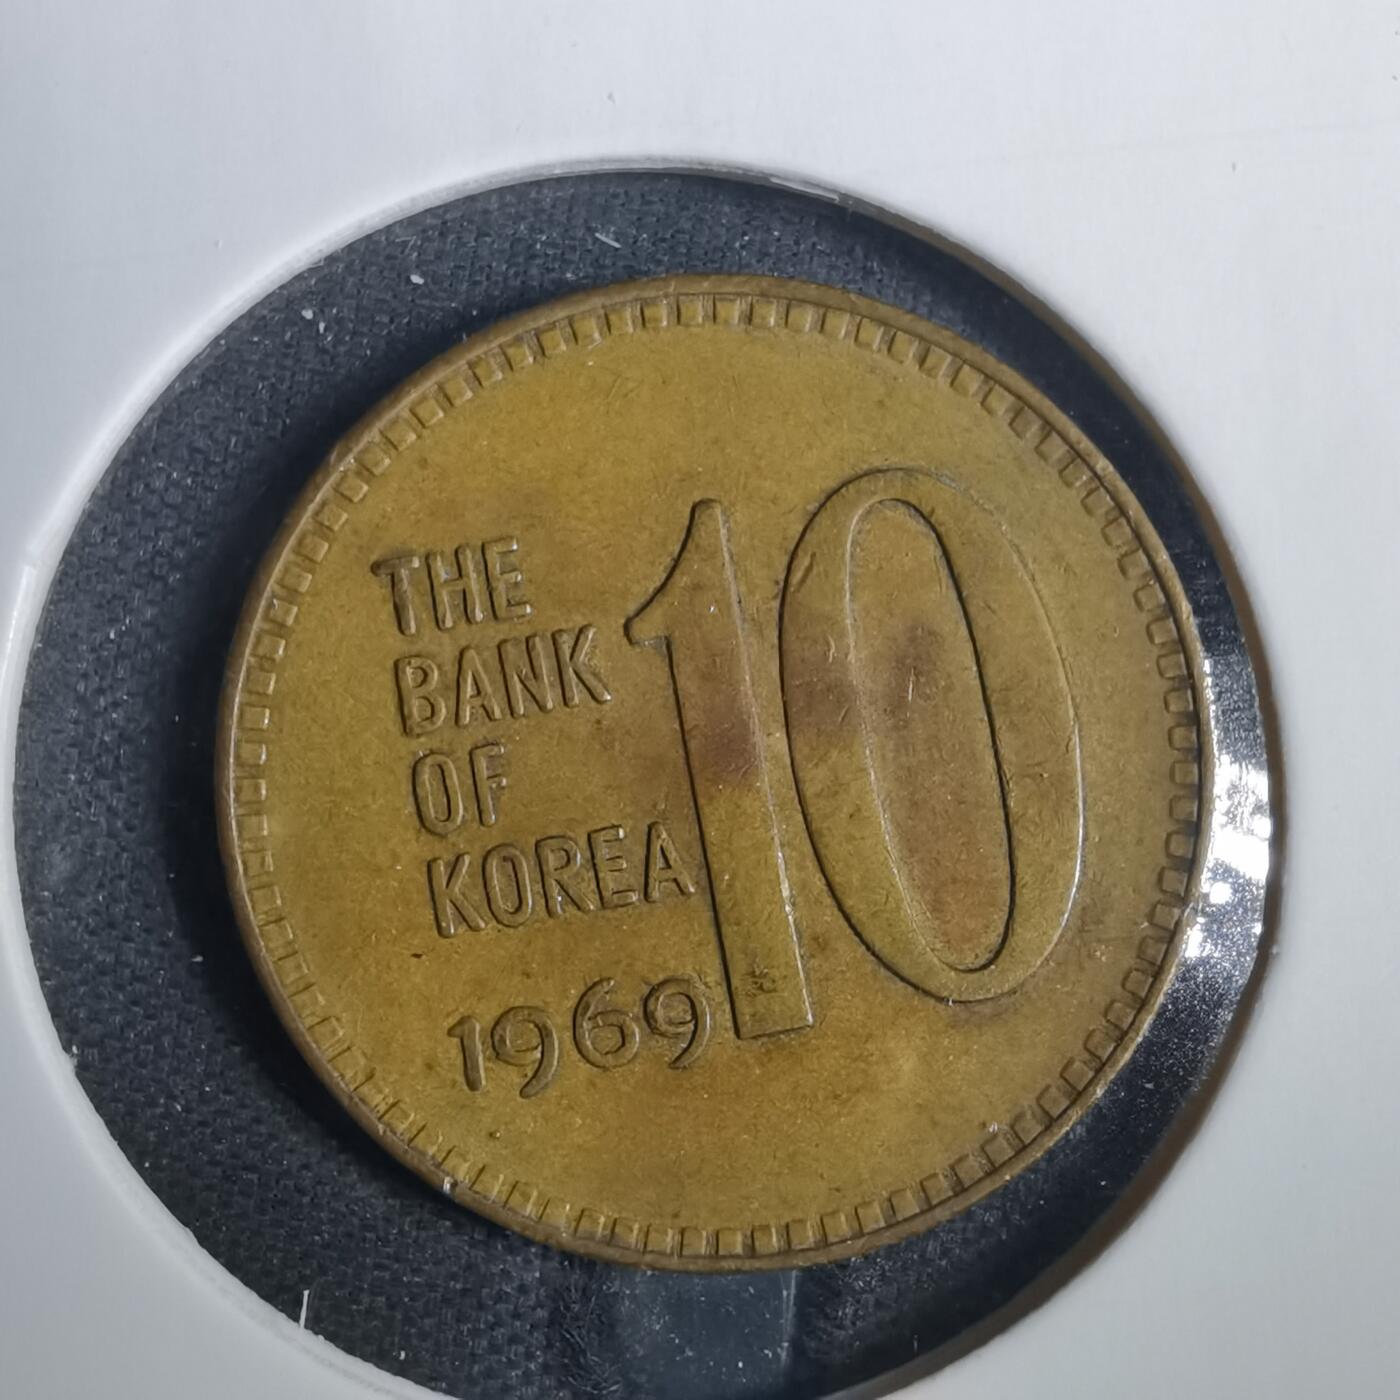 THE
BANK
OF
KOREA
1969
10